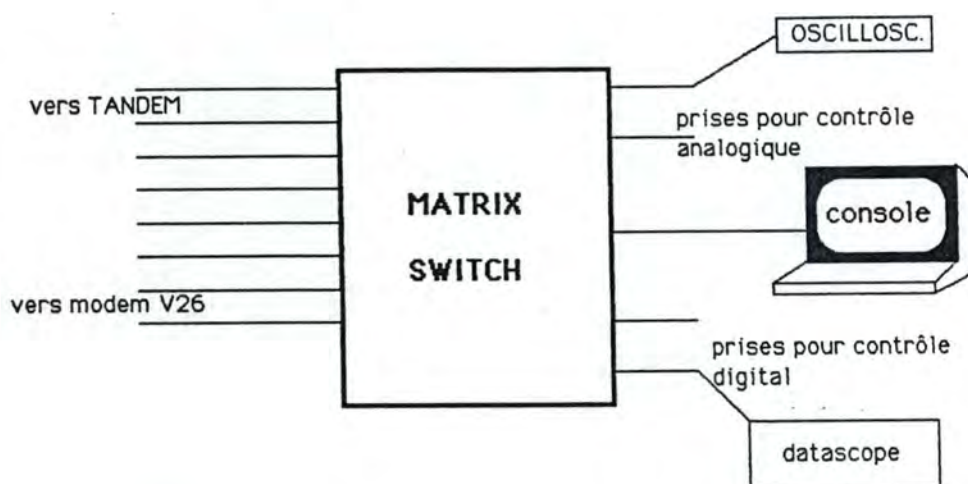 OSCILLOSC.
vers TANDEM
prises pour contrôle
analogique
MATRIX
SWITCH
console
vers modem V26
prises pour contrôle
digital
datascope